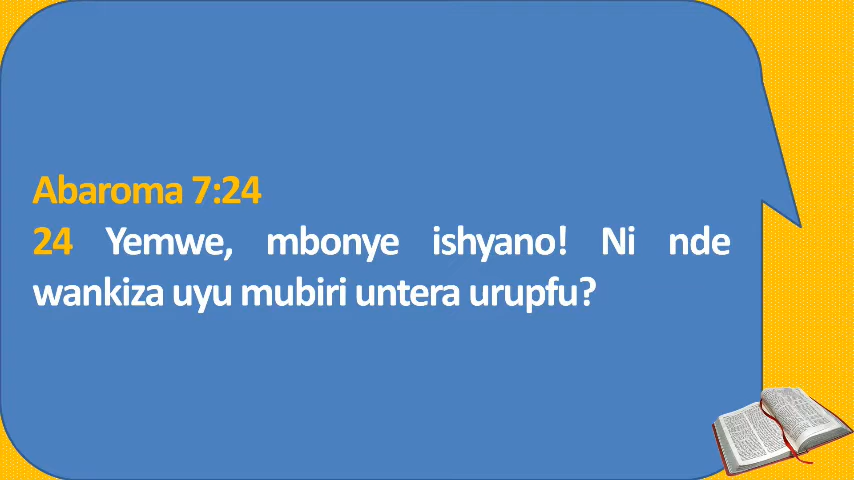 Abaroma 7:24
24 Yemwe, mbonye ishyano! Ni nde
wankiza uyu mubiri untera urupfu?